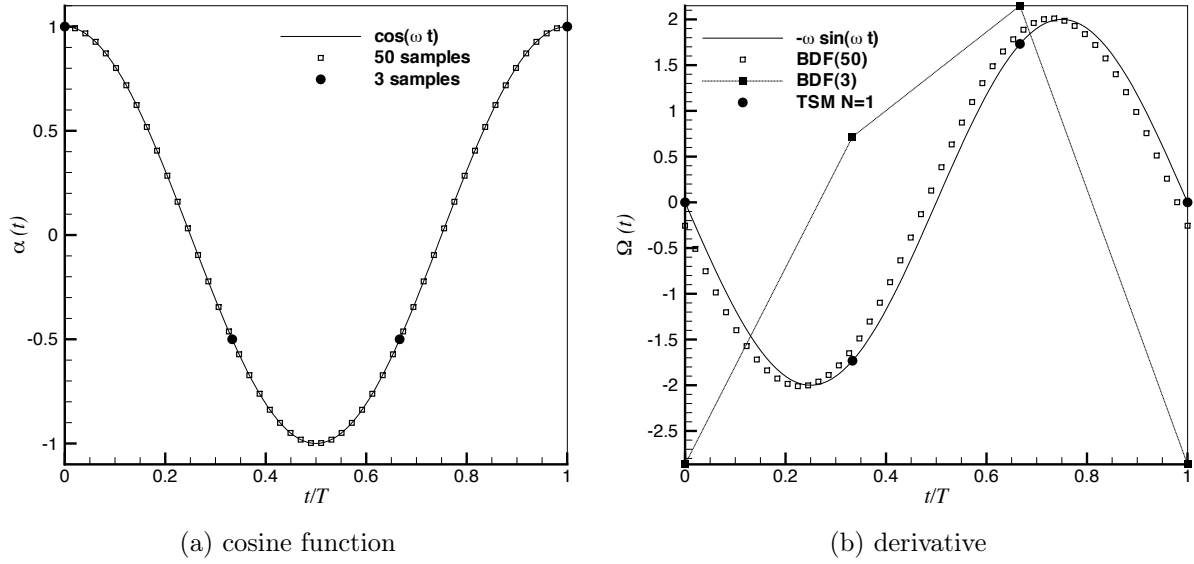 α (t)
1
0.5
0
-0.5
-1
cos(ω t)
50 samples
3 samples
0
0.2
0.4
0.6
0.8
1
t/T
(a) cosine function
Ω (t)
2
1.5
1
0.5
0
-0.5
-1
-1.5
-2
-2.5
-ω sin(ω t)
BDF(50)
BDF(3)
TSM N=1
0
0.2
0.4
0.6
0.8
1
t/T
(b) derivative